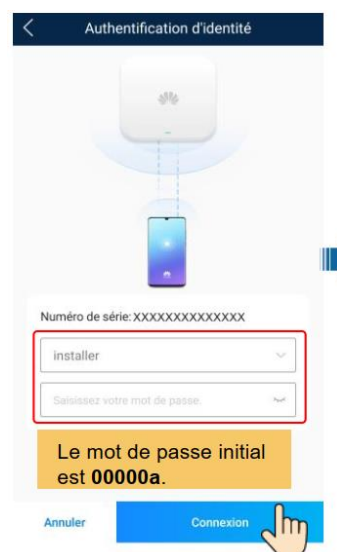 Authentification d'identité
Numéro de série: XXXXXXXXXXXXXX
installer
Saisissez votre mot de passe.
Le mot de passe initial
est 00000a.
Annuler
Connexion